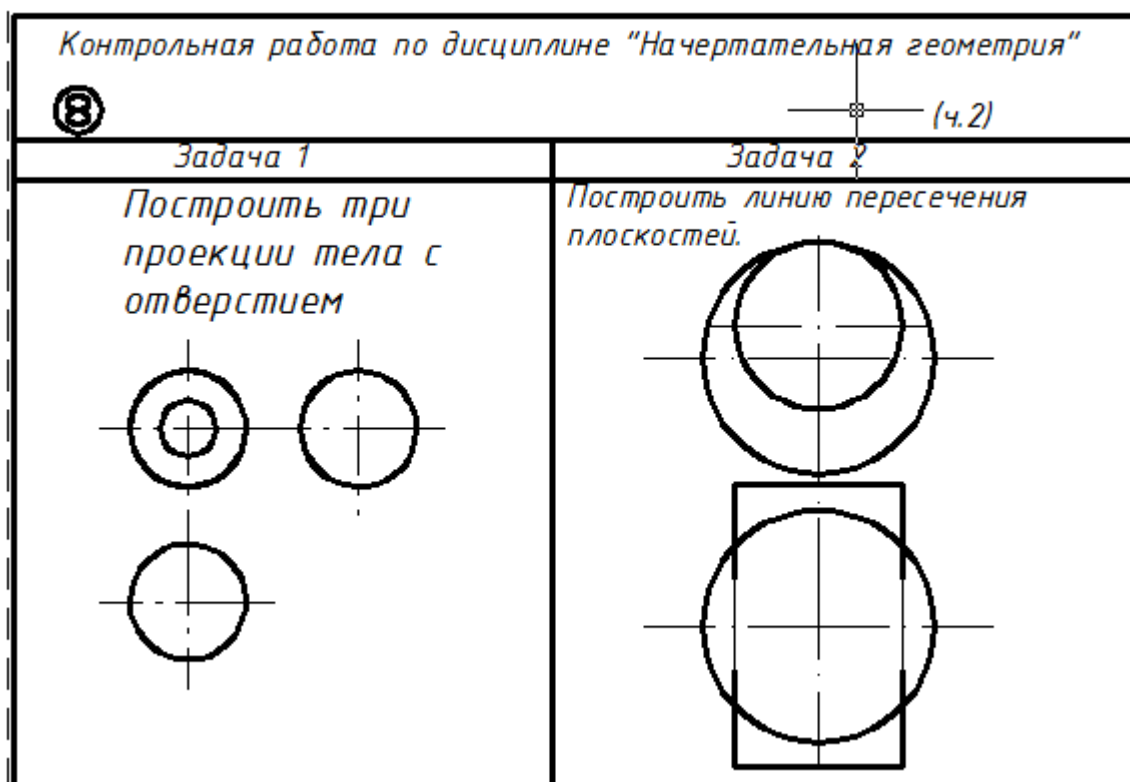 Контрольная работа по дисциплине "Начертательная геометрия"
8
(ч.2)
Задача 1
Задача 2
Построить три
проекции тела с
отверстием
Построить линию пересечения
плоскостей.